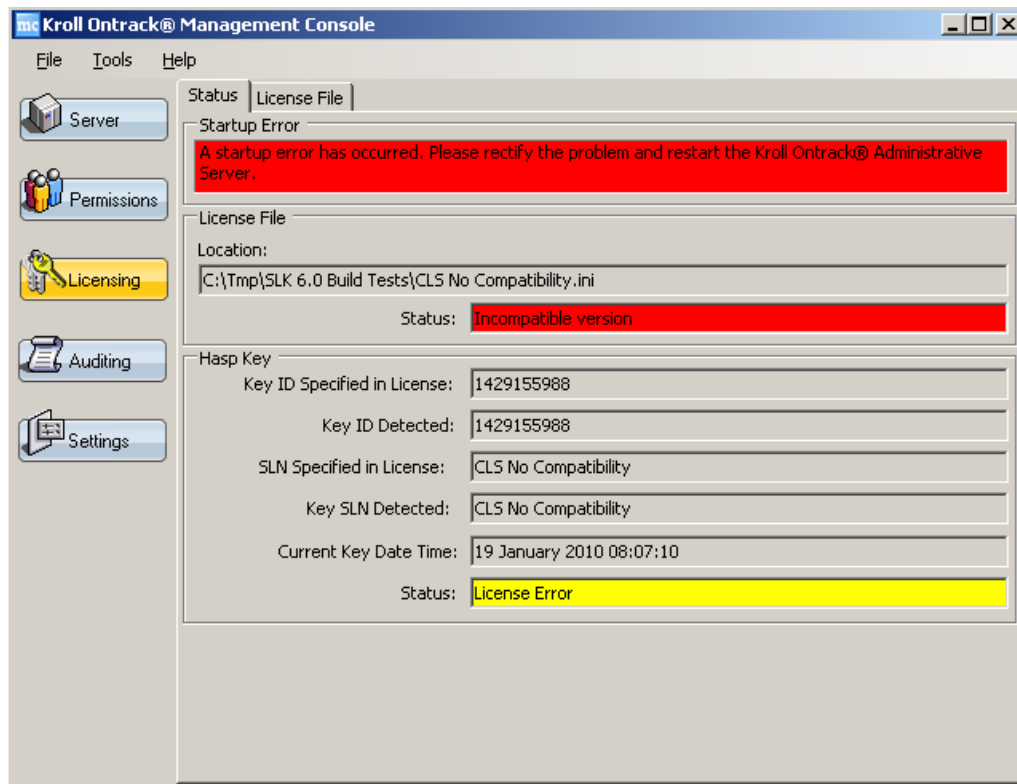 mc Kroll Ontrack® Management Console
File Tools Help
Server
Permissions
Licensing
Auditing
Settings
Status License File
Startup Error
A startup error has occurred. Please rectify the problem and restart the Kroll Ontrack® Administrative
Server.
License File
Location:
C:\Tmp\SLK 6.0 Build Tests\CLS No Compatibility.ini
Status: Incompatible version
Hasp Key
Key ID Specified in License: 1429155988
Key ID Detected: 1429155988
SLN Specified in License: CLS No Compatibility
Key SLN Detected: CLS No Compatibility
Current Key Date Time: 19 January 2010 08:07:10
Status: License Error